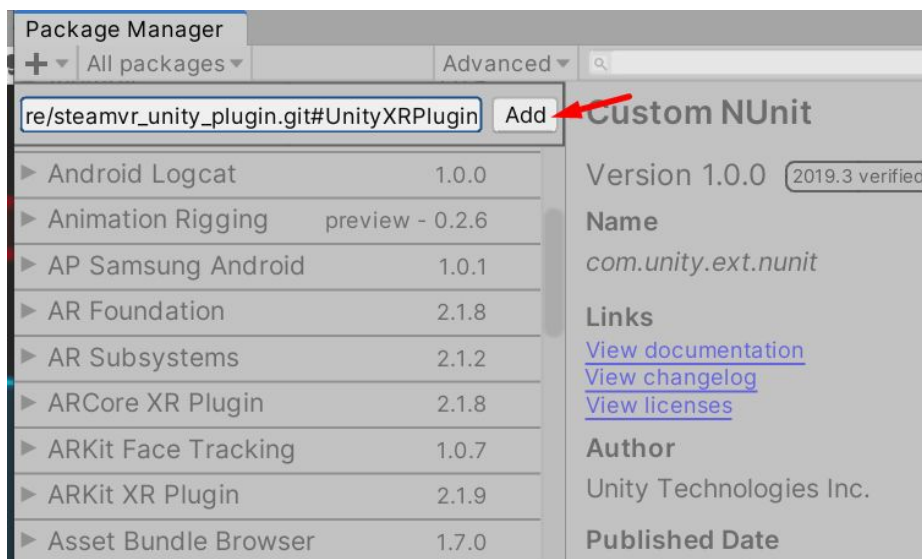 Package Manager
+ All packages Advanced
re/steamvr_unity_plugin.git#UnityXRPlugin Add
Android Logcat 1.0.0
Animation Rigging preview - 0.2.6
AP Samsung Android 1.0.1
AR Foundation 2.1.8
AR Subsystems 2.1.2
ARCore XR Plugin 2.1.8
ARKit Face Tracking 1.0.7
ARKit XR Plugin 2.1.9
Asset Bundle Browser 1.7.0
Custom NUnit
Version 1.0.0 2019.3 verified
Name
com.unity.ext.nunit
Links
View documentation
View changelog
View licenses
Author
Unity Technologies Inc.
Published Date